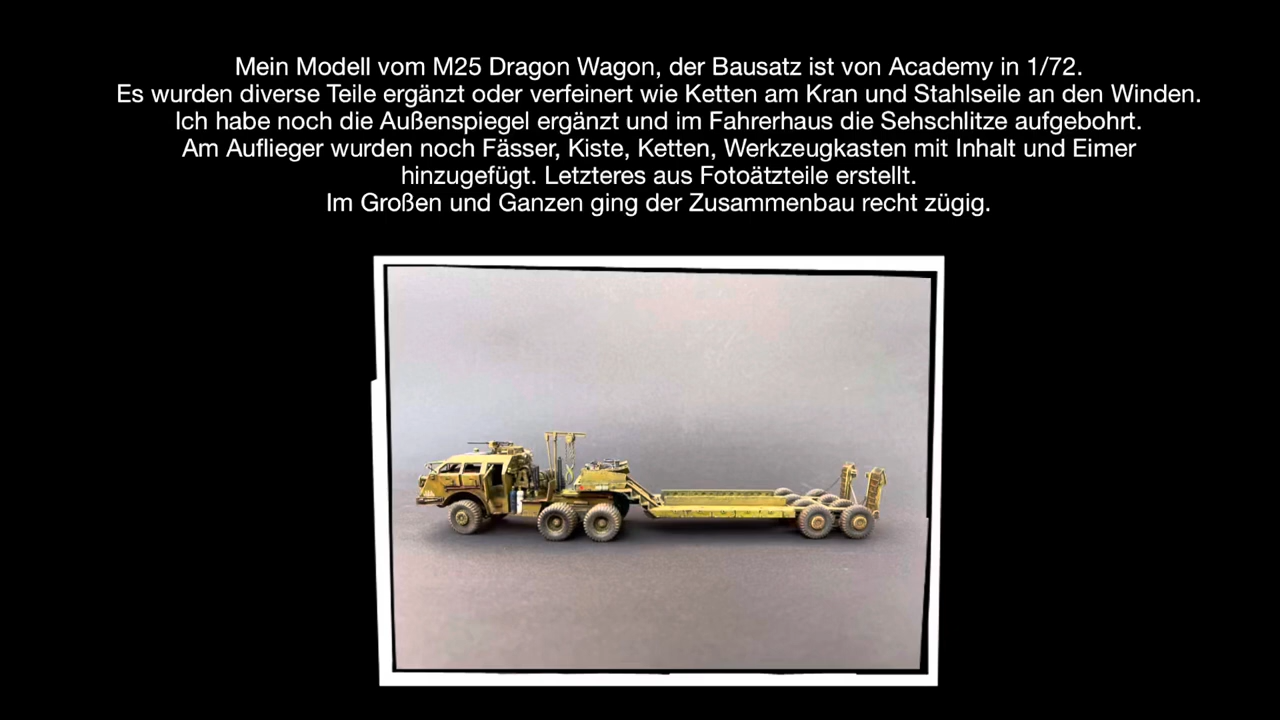 Mein Modell vom M25 Dragon Wagon, der Bausatz ist von Academy in 1/72.
Es wurden diverse Teile ergänzt oder verfeinert wie Ketten am Kran und Stahlseile an den Winden.
Ich habe noch die Außenspiegel ergänzt und im Fahrerhaus die Sehschlitze aufgebohrt.
Am Auflieger wurden noch Fässer, Kiste, Ketten, Werkzeugkasten mit Inhalt und Eimer
hinzugefügt. Letzteres aus Fotoätzteile erstellt.
Im Großen und Ganzen ging der Zusammenbau recht zügig.